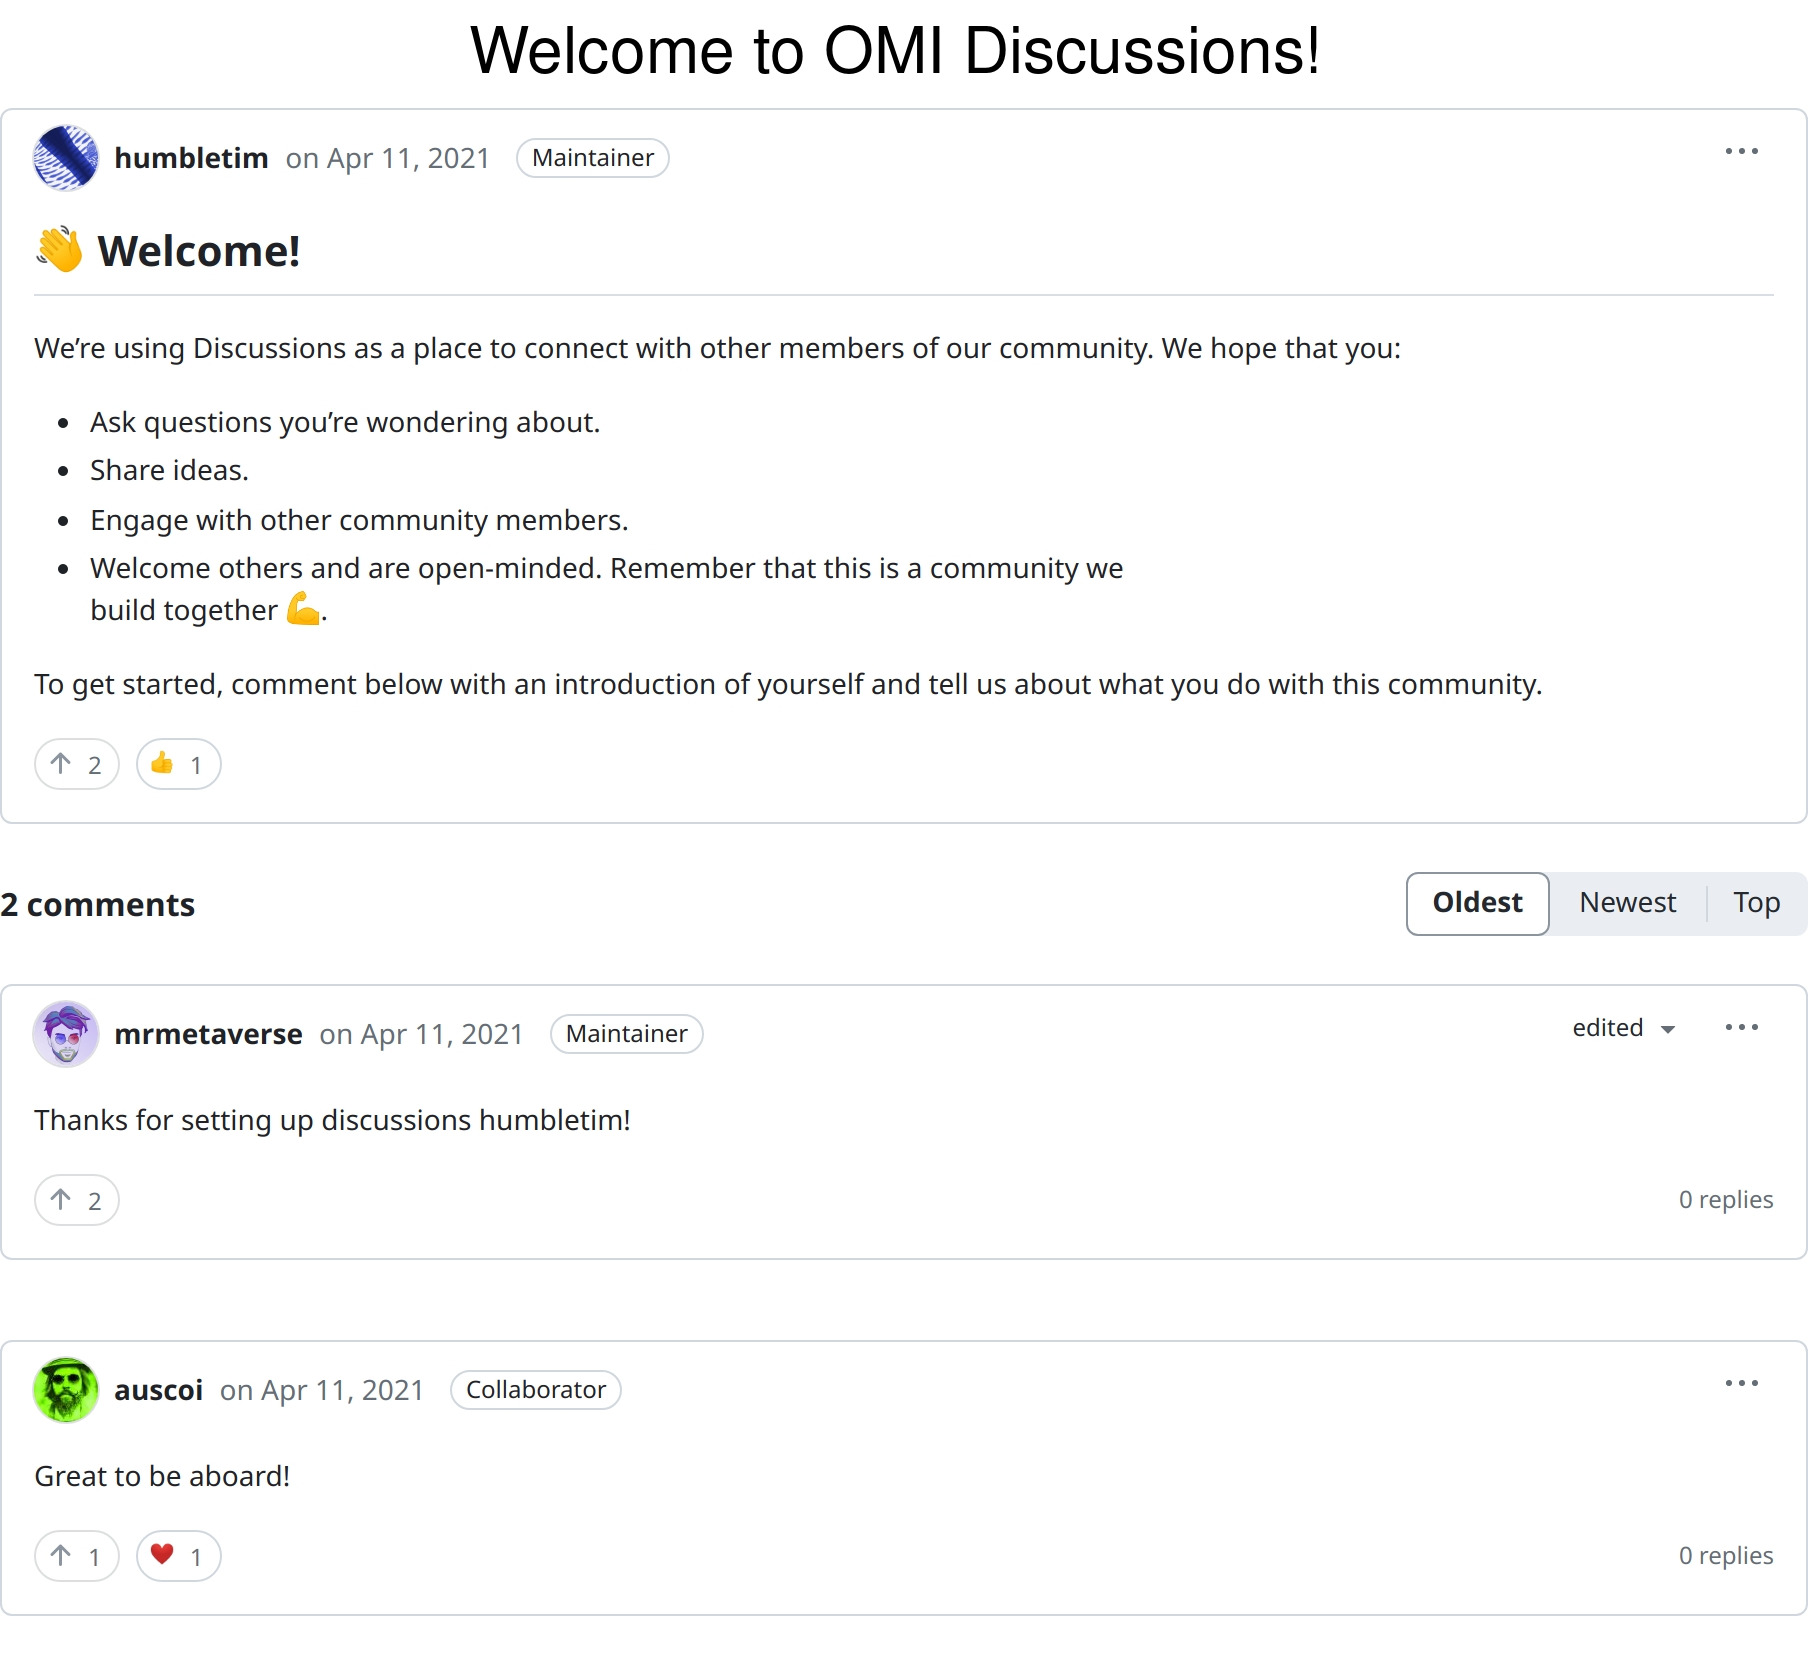 Welcome to OMI Discussions!
humbletim on Apr 11, 2021 Maintainer
👋 Welcome!
We’re using Discussions as a place to connect with other members of our community. We hope that you:
• Ask questions you’re wondering about.
• Share ideas.
• Engage with other community members.
• Welcome others and are open-minded. Remember that this is a community we
build together 💪.
To get started, comment below with an introduction of yourself and tell us about what you do with this community.
↑ 2 👍 1
2 comments Oldest Newest Top
mrmetaverse on Apr 11, 2021 Maintainer edited
Thanks for setting up discussions humbletim!
↑ 2 0 replies
auscoi on Apr 11, 2021 Collaborator
Great to be aboard!
↑ 1 ❤️ 1 0 replies